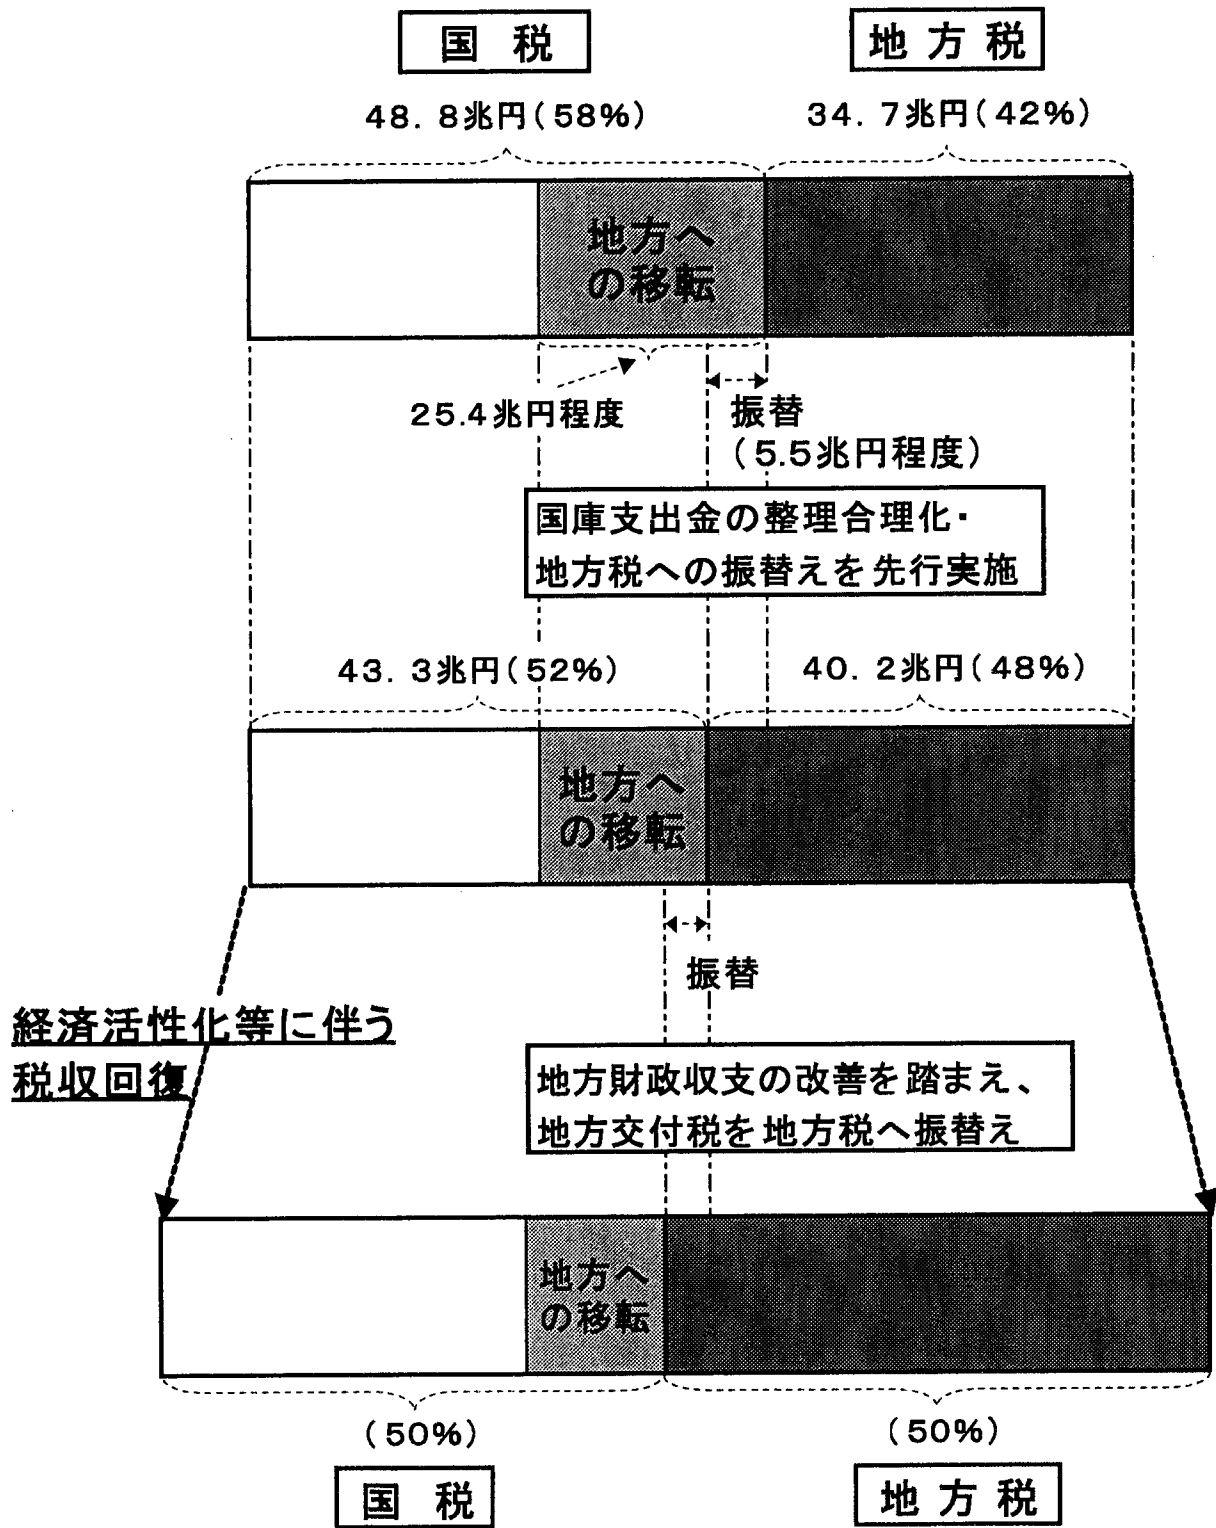 国 税
地 方 税
48. 8兆円(58%)
34. 7兆円(42%)
地方へ
の移転
25.4兆円程度
振替
(5.5兆円程度)
国庫支出金の整理合理化・
地方税への振替えを先行実施
43. 3兆円(52%)
40. 2兆円(48%)
地方へ
の移転
振替
経済活性化等に伴う
税収回復
地方財政収支の改善を踏まえ、
地方交付税を地方税へ振替え
地方へ
の移転
(50%)
(50%)
国 税
地 方 税